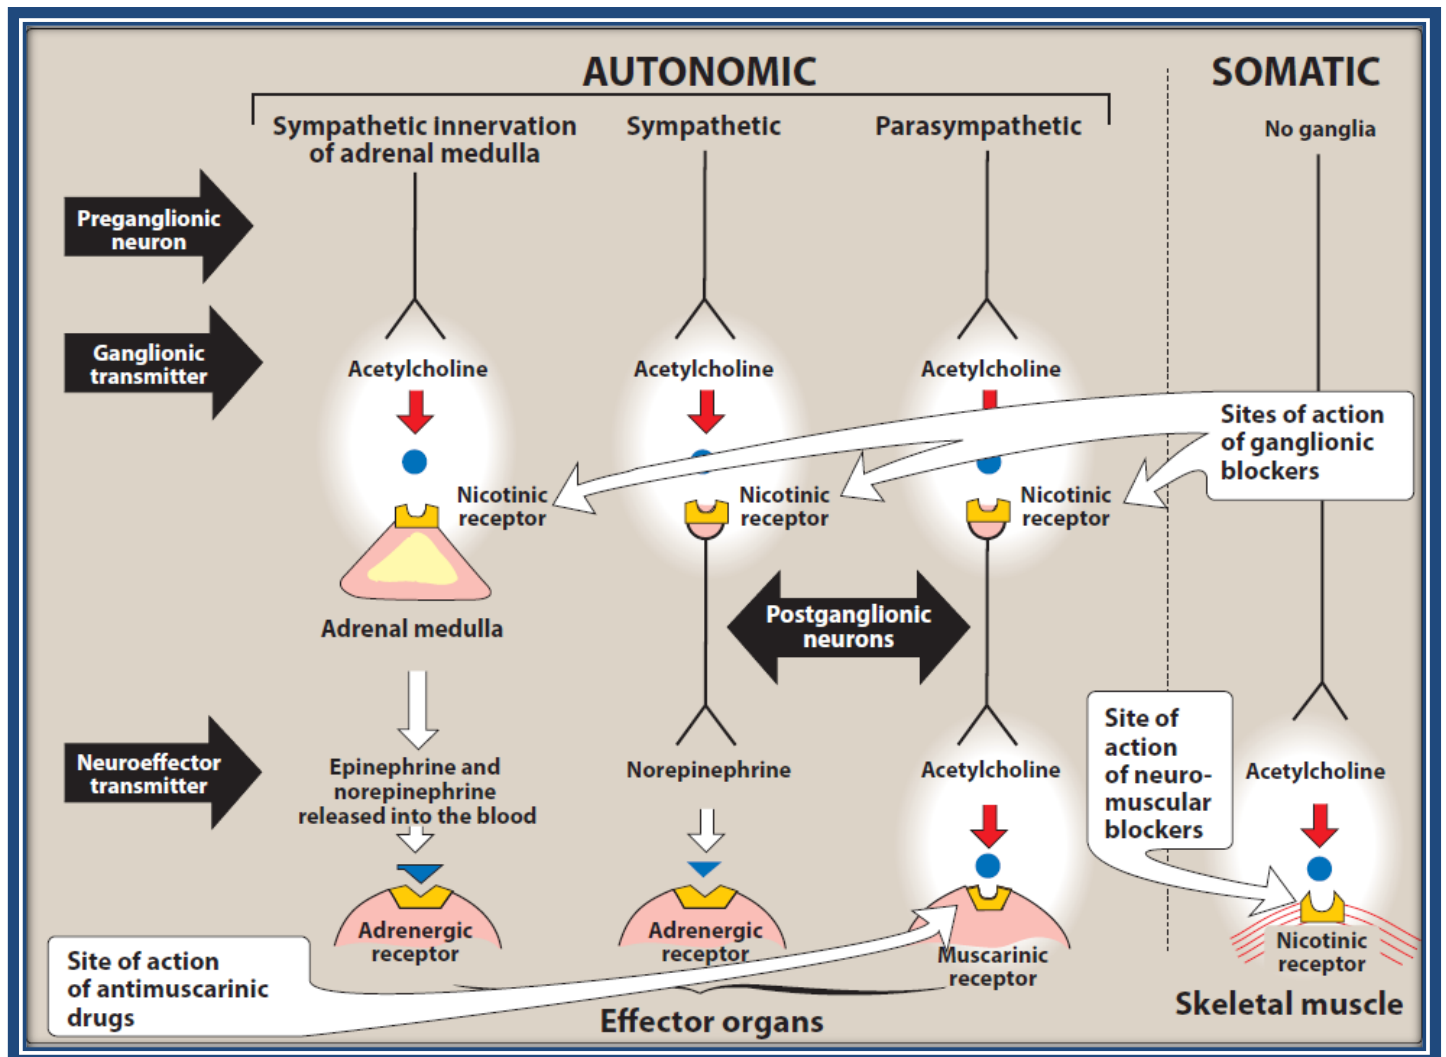 AUTONOMIC
SOMATIC
Sympathetic innervation
of adrenal medulla
Sympathetic
Parasympathetic
No ganglia
Preganglionic
neuron
Ganglionic
transmitter
Acetylcholine
Acetylcholine
Acetylcholine
Sites of action
of ganglionic
blockers
Nicotinic
receptor
Nicotinic
receptor
Nicotinic
receptor
Adrenal medulla
Postganglionic
neurons
Neuroeffector
transmitter
Epinephrine and
norepinephrine
released into the blood
Norepinephrine
Acetylcholine
Site of
action
of neuro-
muscular
blockers
Acetylcholine
Adrenergic
receptor
Adrenergic
receptor
Muscarinic
receptor
Nicotinic
receptor
Site of action
of antimuscarinic
drugs
Effector organs
Skeletal muscle